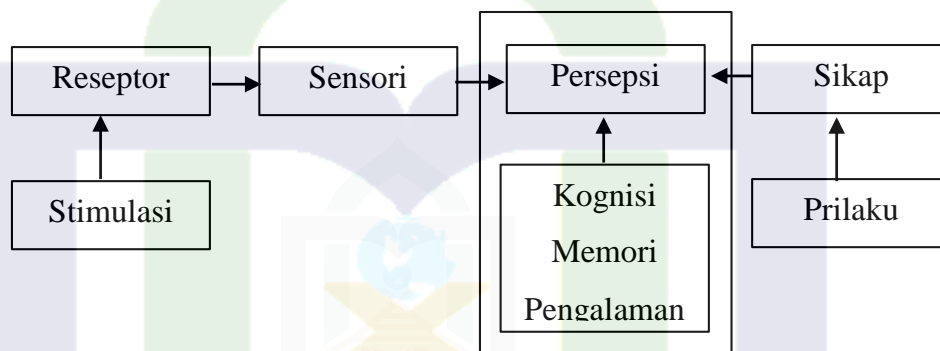 Reseptor
Sensori
Persepsi
Sikap
Stimulasi
Kognisi
Memori
Pengalaman
Prilaku